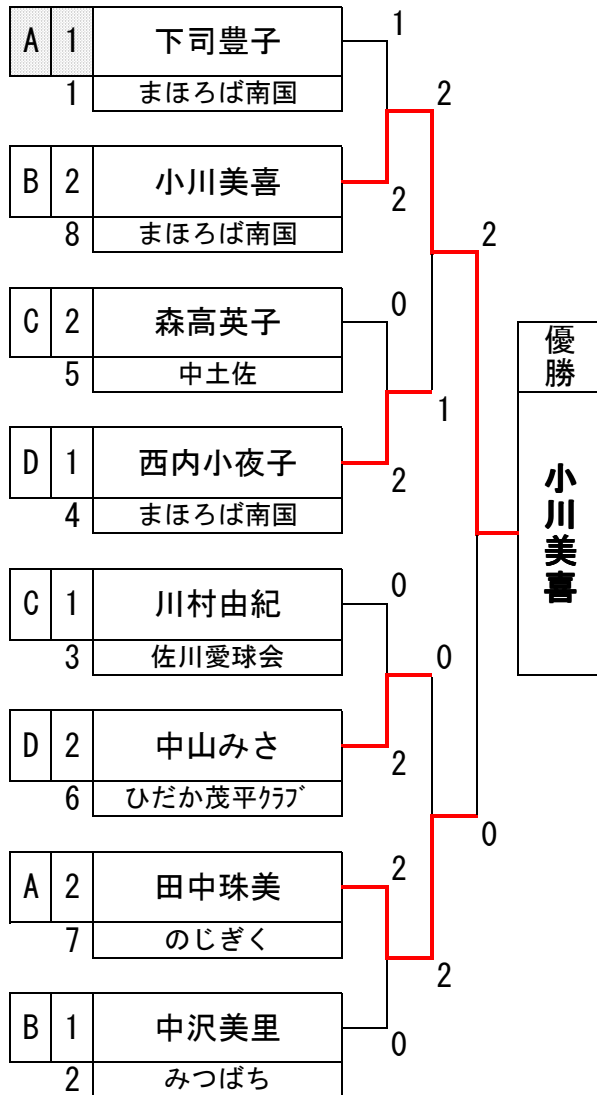 1
A 1 下司豊子
1 まほろば南国
2
B 2 小川美喜
2
8 まほろば南国
2
C 2 森高英子
0
5 中土佐
優勝
1
D 1 西内小夜子
2
4 まほろば南国
小川美喜
C 1 川村由紀
0
3 佐川愛球会
0
D 2 中山みさ
2
6 ひだか茂平ｸﾗﾌﾞ
0
A 2 田中珠美
2
7 のじぎく
2
B 1 中沢美里
0
2 みつばち